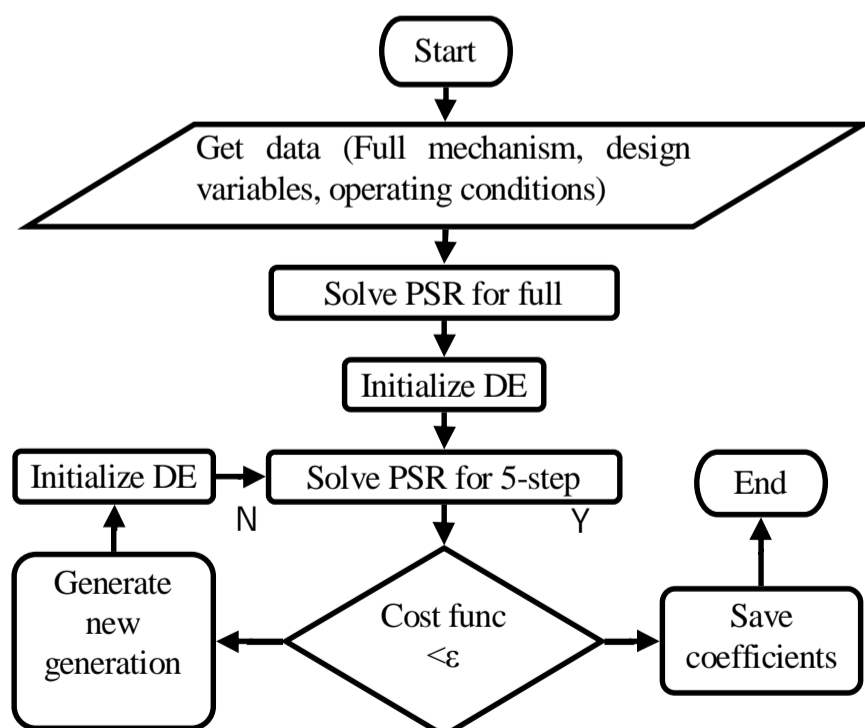 Start
Get data (Full mechanism, design
variables, operating conditions)
Solve PSR for full
Initialize DE
Initialize DE
Solve PSR for 5-step
End
N
Y
Generate
new
generation
Cost func
<ε
Save
coefficients